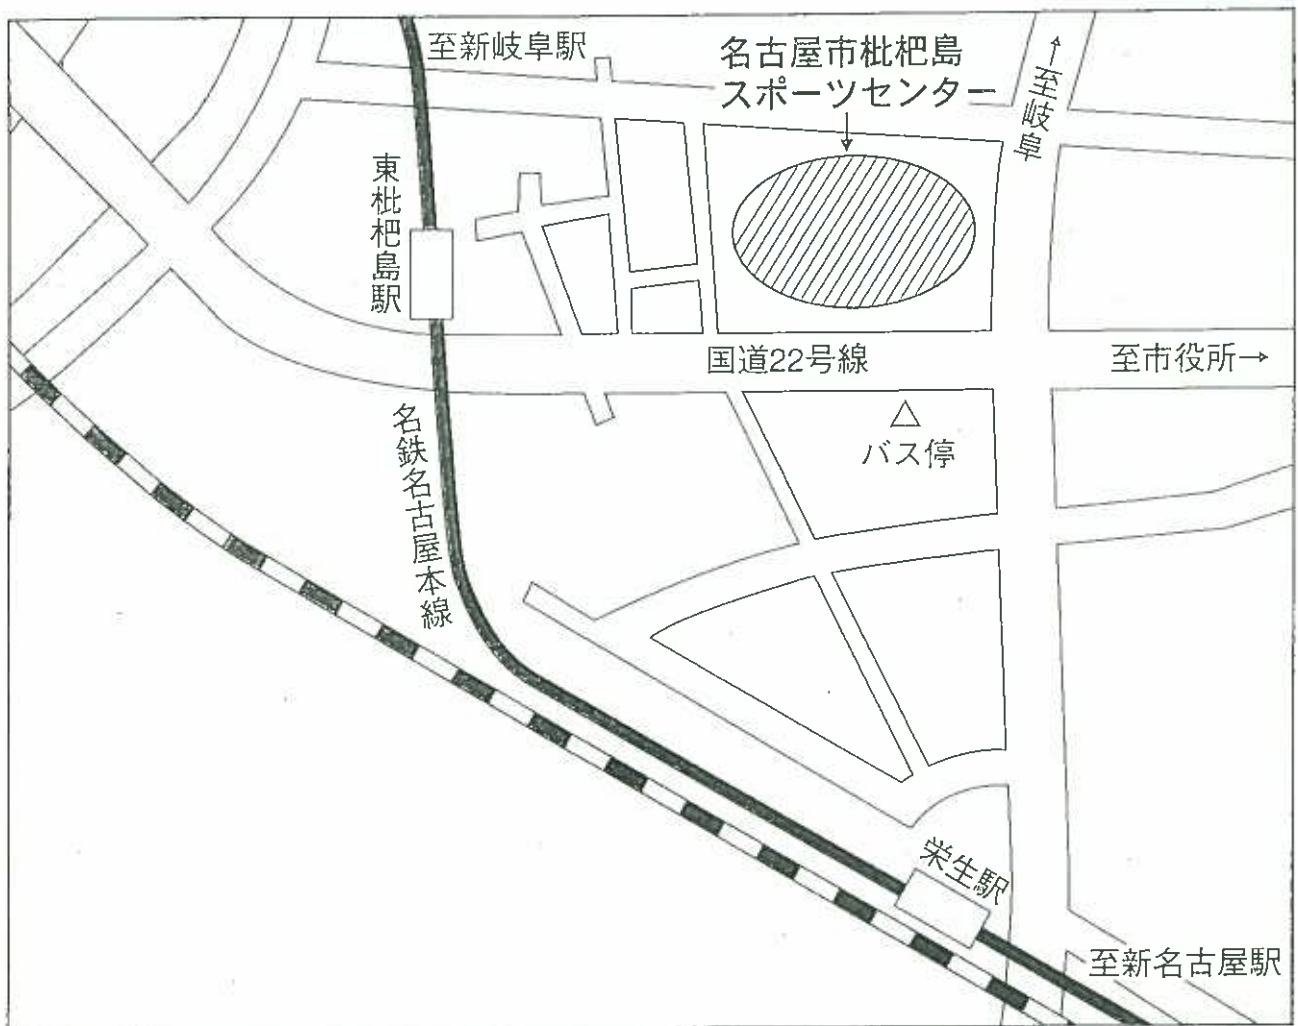 至新岐阜駅
名古屋市枇杷島
スポーツセンター
↑至岐阜
東枇杷島駅
国道22号線
至市役所→
バス停
名鉄名古屋本線
栄生駅
至新名古屋駅